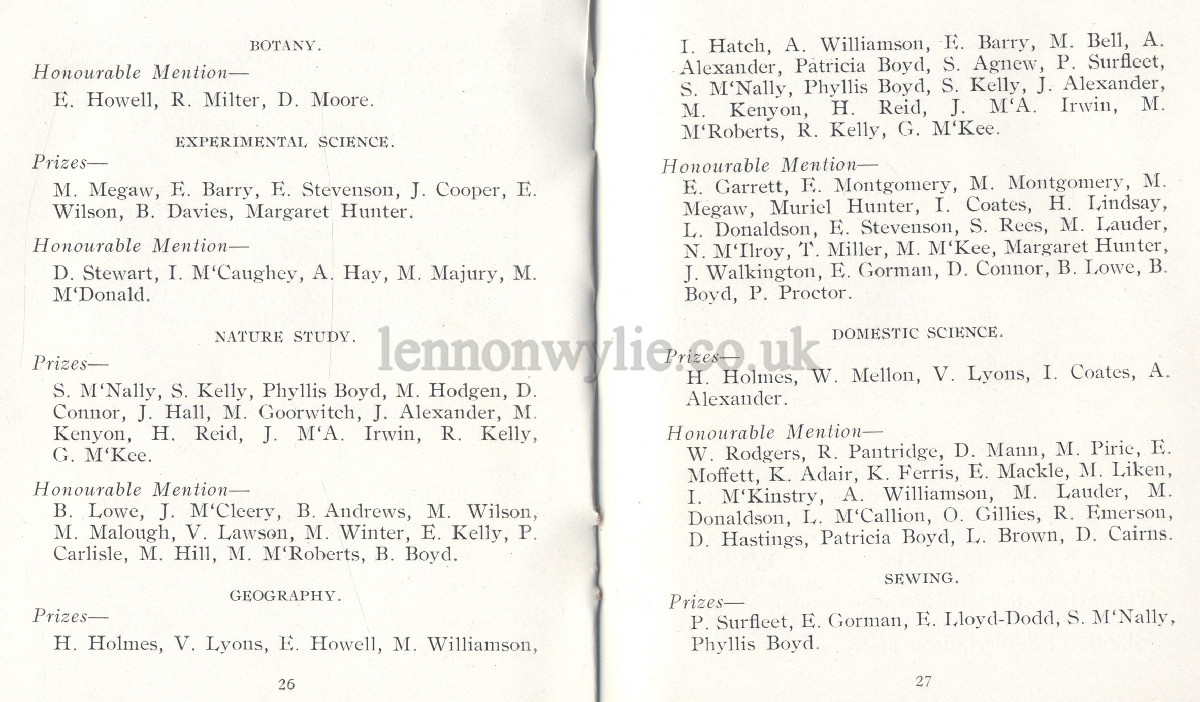 BOTANY.
Honourable Mention—
E. Howell, R. Milter, D. Moore.
EXPERIMENTAL SCIENCE.
Prizes—
M. Megaw, E. Barry, E. Stevenson, J. Cooper, E.
Wilson, B. Davies, Margaret Hunter.
Honourable Mention—
D. Stewart, I. M‘Caughey, A. Hay, M. Majury, M.
M‘Donald.
NATURE STUDY.
Prizes—
S. M‘Nally, S. Kelly, Phyllis Boyd, M. Hodgen, D.
Connor, J. Hall, M. Goorwitch, J. Alexander, M.
Kenyon, H. Reid, J. M‘A. Irwin, R. Kelly,
G. M‘Kee.
Honourable Mention—
B. Lowe, J. M‘Cleery, B. Andrews, M. Wilson,
M. Malough, V. Lawson, M. Winter, E. Kelly, P.
Carlisle, M. Hill, M. M‘Roberts, B. Boyd.
GEOGRAPHY.
Prizes—
H. Holmes, V. Lyons, E. Howell, M. Williamson,
26
I. Hatch, A. Williamson, E. Barry, M. Bell, A.
Alexander, Patricia Boyd, S. Agnew, P. Surfleet,
S. M‘Nally, Phyllis Boyd, S. Kelly, J. Alexander,
M. Kenyon, H. Reid, J. M‘A. Irwin, M.
M‘Roberts, R. Kelly, G. M‘Kee.
Honourable Mention—
E. Garrett, E. Montgomery, M. Montgomery, M.
Megaw, Muriel Hunter, I. Coates, H. Lindsay,
L. Donaldson, E. Stevenson, S. Rees, M. Lauder,
N. M‘Ilroy, T. Miller, M. M‘Kee, Margaret Hunter,
J. Walkington, E. Gorman, D. Connor, B. Lowe, B.
Boyd, P. Proctor.
DOMESTIC SCIENCE.
Prizes—
H. Holmes, W. Mellon, V. Lyons, I. Coates, A.
Alexander.
Honourable Mention—
W. Rodgers, R. Pantridge, D. Mann, M. Pirie, E.
Moffett, K. Adair, K. Ferris, E. Mackle, M. Liken,
I. M‘Kinstry, A. Williamson, M. Lauder, M.
Donaldson, L. M‘Callion, O. Gillies, R. Emerson,
D. Hastings, Patricia Boyd, L. Brown, D. Cairns.
SEWING.
Prizes—
P. Surfleet, E. Gorman, E. Lloyd-Dodd, S. M‘Nally,
Phyllis Boyd.
27
lennonwylie.co.uk